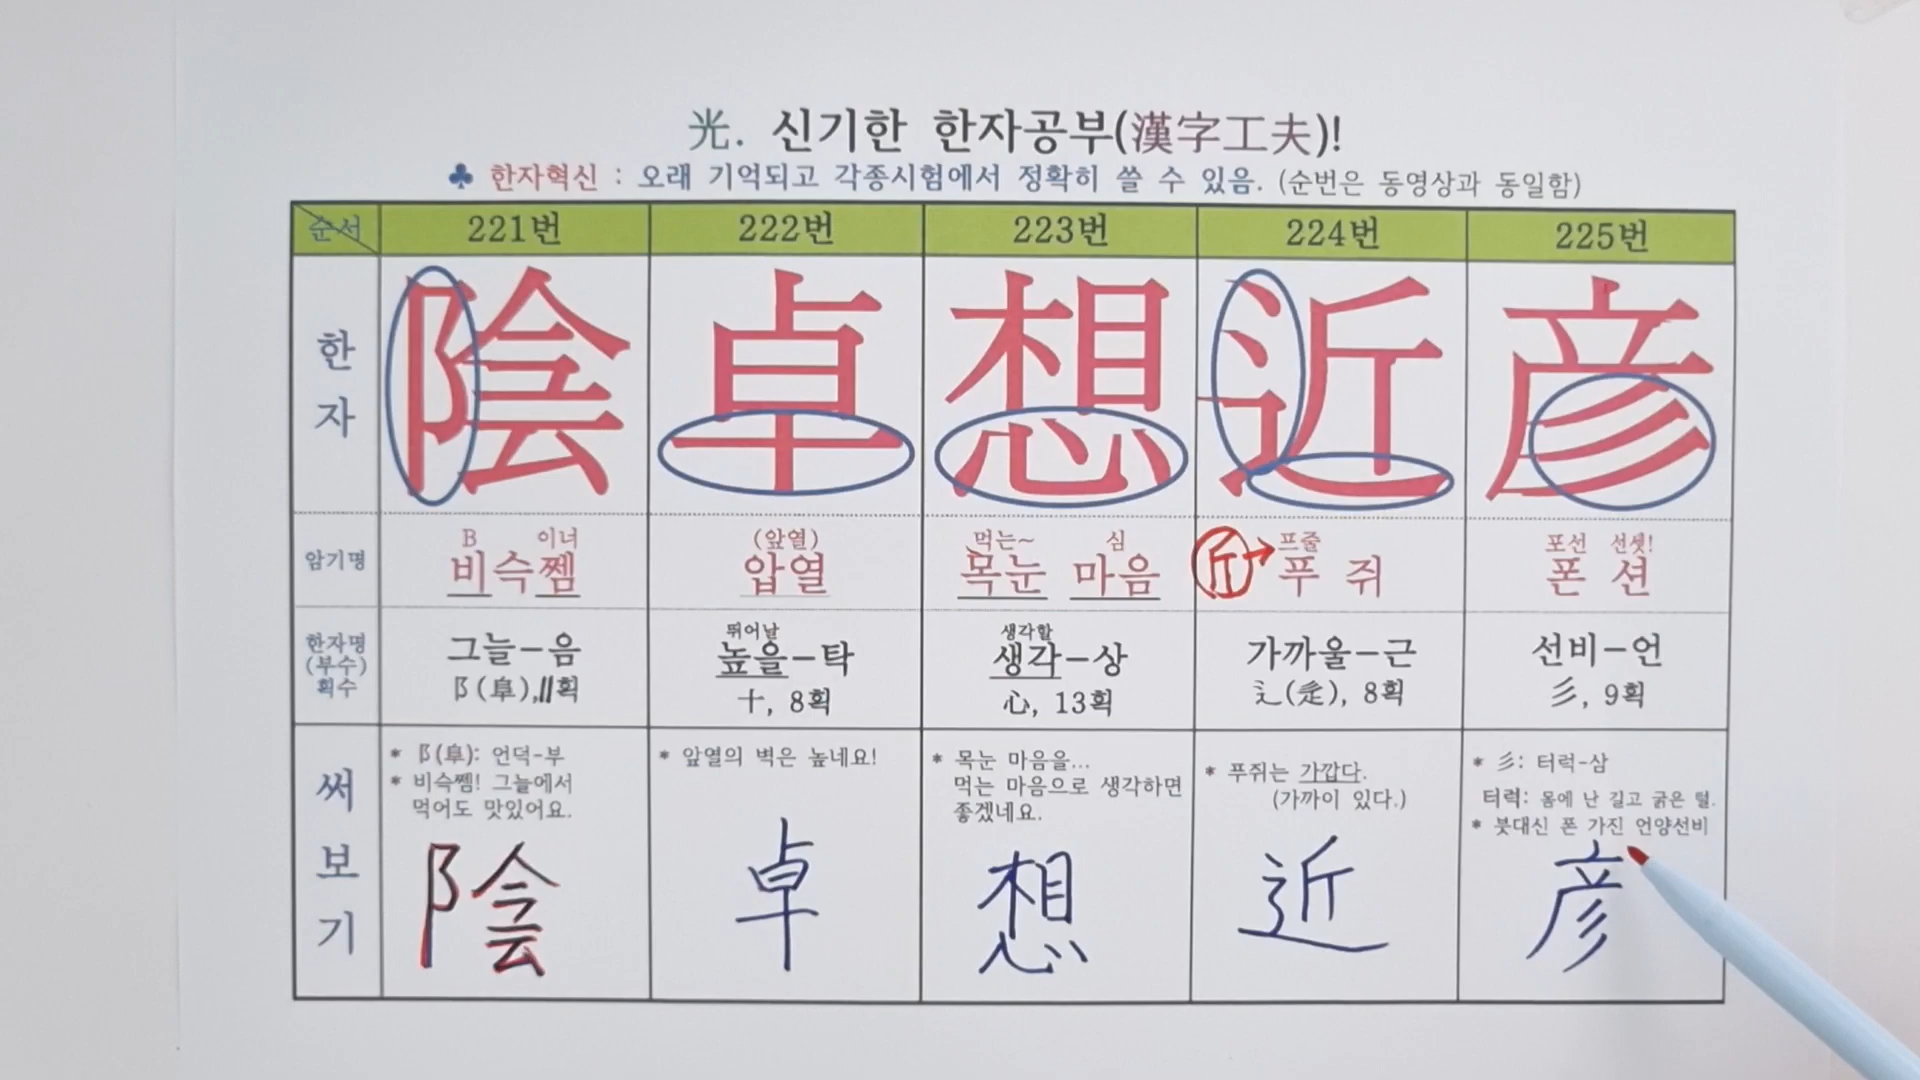 光. 신기한 한자공부(漢字工夫)!
♣ 한자혁신 : 오래 기억되고 각종시험에서 정확히 쓸 수 있음. (순번은 동영상과 동일함)
순서 221번 222번 223번 224번 225번
한자 陰 卓 想 近 彦
암기명
B 이너
비슥쩸
(앞열)
압열
먹는~ 심
목눈 마음
斤→ 프줄
푸 쥐
포선 선셋!
폰 션
한자명
(부수)
획수
그늘-음
阝(阜),11획
뛰어날
높을-탁
十, 8획
생각할
생각-상
心, 13획
가까울-근
辶(辵), 8획
선비-언
彡, 9획
써보기
* 阝(阜): 언덕-부
* 비슥쩸! 그늘에서
먹어도 맛있어요.
陰
* 앞열의 벽은 높네요!
卓
* 목눈 마음을...
먹는 마음으로 생각하면
좋겠네요.
想
* 푸쥐는 가깝다.
(가까이 있다.)
近
* 彡: 터럭-삼
터럭: 몸에 난 길고 굵은 털.
* 붓대신 폰 가진 언양선비
彦